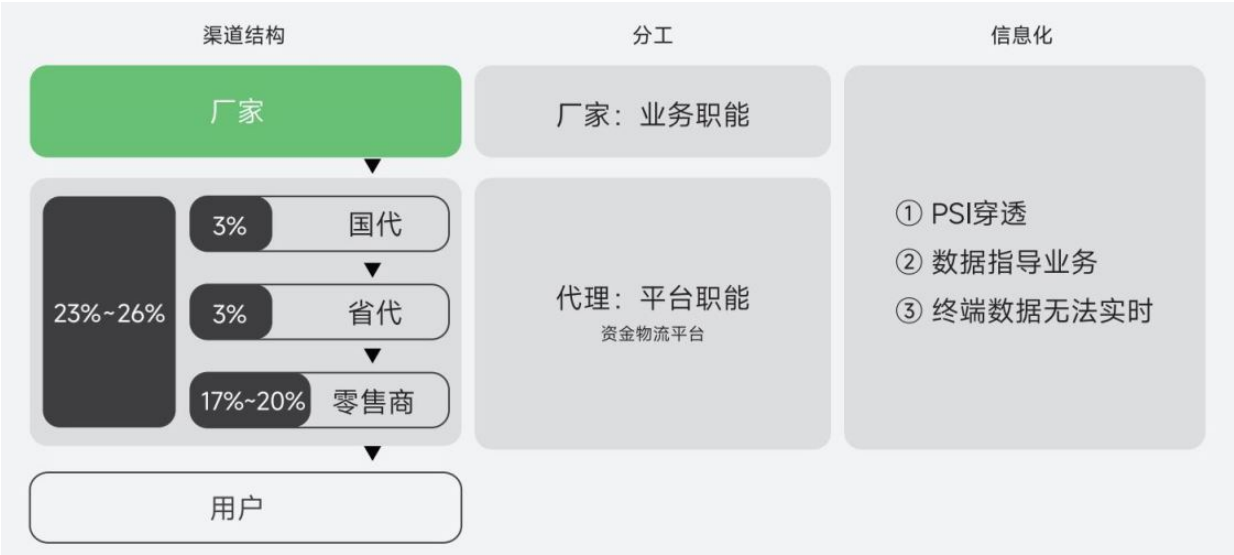 渠道结构
分工
信息化
厂家
厂家：业务职能
23%~26%
3%
国代
3%
省代
17%~20%
零售商
代理：平台职能
资金物流平台
① PSI穿透
② 数据指导业务
③ 终端数据无法实时
用户